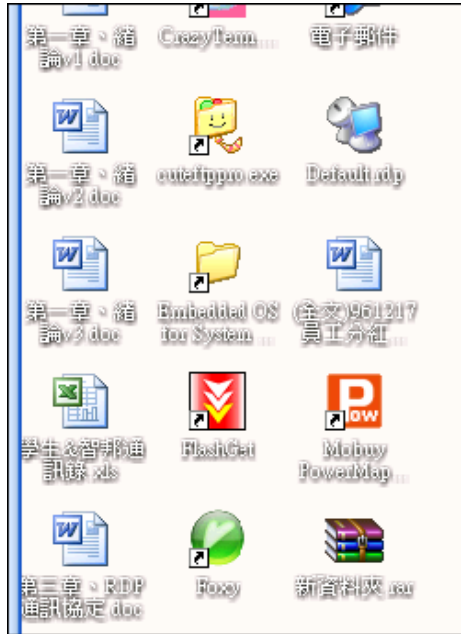 第一章、緒
論v1.doc
CrazyTerm...
電子郵件
第一章、緒
論v2.doc
cuteftppro.exe
Default.rdp
第一章、緒
論v3.doc
Embedded OS
for System ...
(全文)961217
員工分紅...
學生&智邦通
訊錄.xls
FlashGet
Pow
Mobuy
PowerMap...
第三章、RDP
通訊協定.doc
Foxy
新資料夾.rar